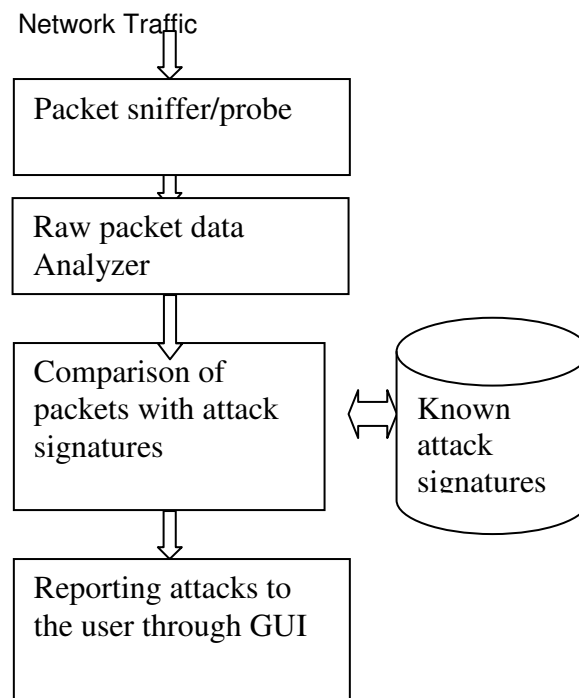 Network Traffic
Packet sniffer/probe
Raw packet data
Analyzer
Comparison of
packets with attack
signatures
Known
attack
signatures
Reporting attacks to
the user through GUI